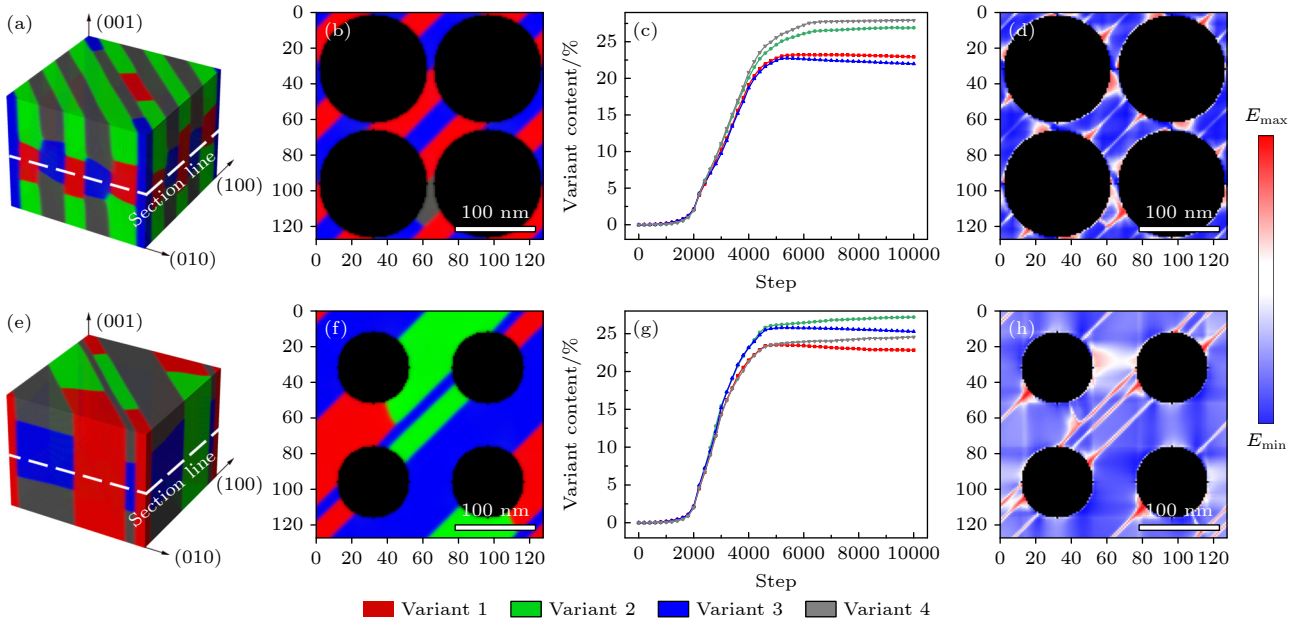 (a)
(001)
Section line
(100)
(010)
(b)
0
20
40
60
80
100
120
100 nm
0 20 40 60 80 100 120
(c)
Variant content/%
25
20
15
10
5
0
0 2000 4000 6000 8000 10000
Step
(d)
0
20
40
60
80
100
120
100 nm
0 20 40 60 80 100 120
Emax
Emin
(e)
(001)
Section line
(100)
(010)
(f)
0
20
40
60
80
100
120
100 nm
0 20 40 60 80 100 120
(g)
Variant content/%
25
20
15
10
5
0
0 2000 4000 6000 8000 10000
Step
(h)
0
20
40
60
80
100
120
100 nm
0 20 40 60 80 100 120
Variant 1 Variant 2 Variant 3 Variant 4